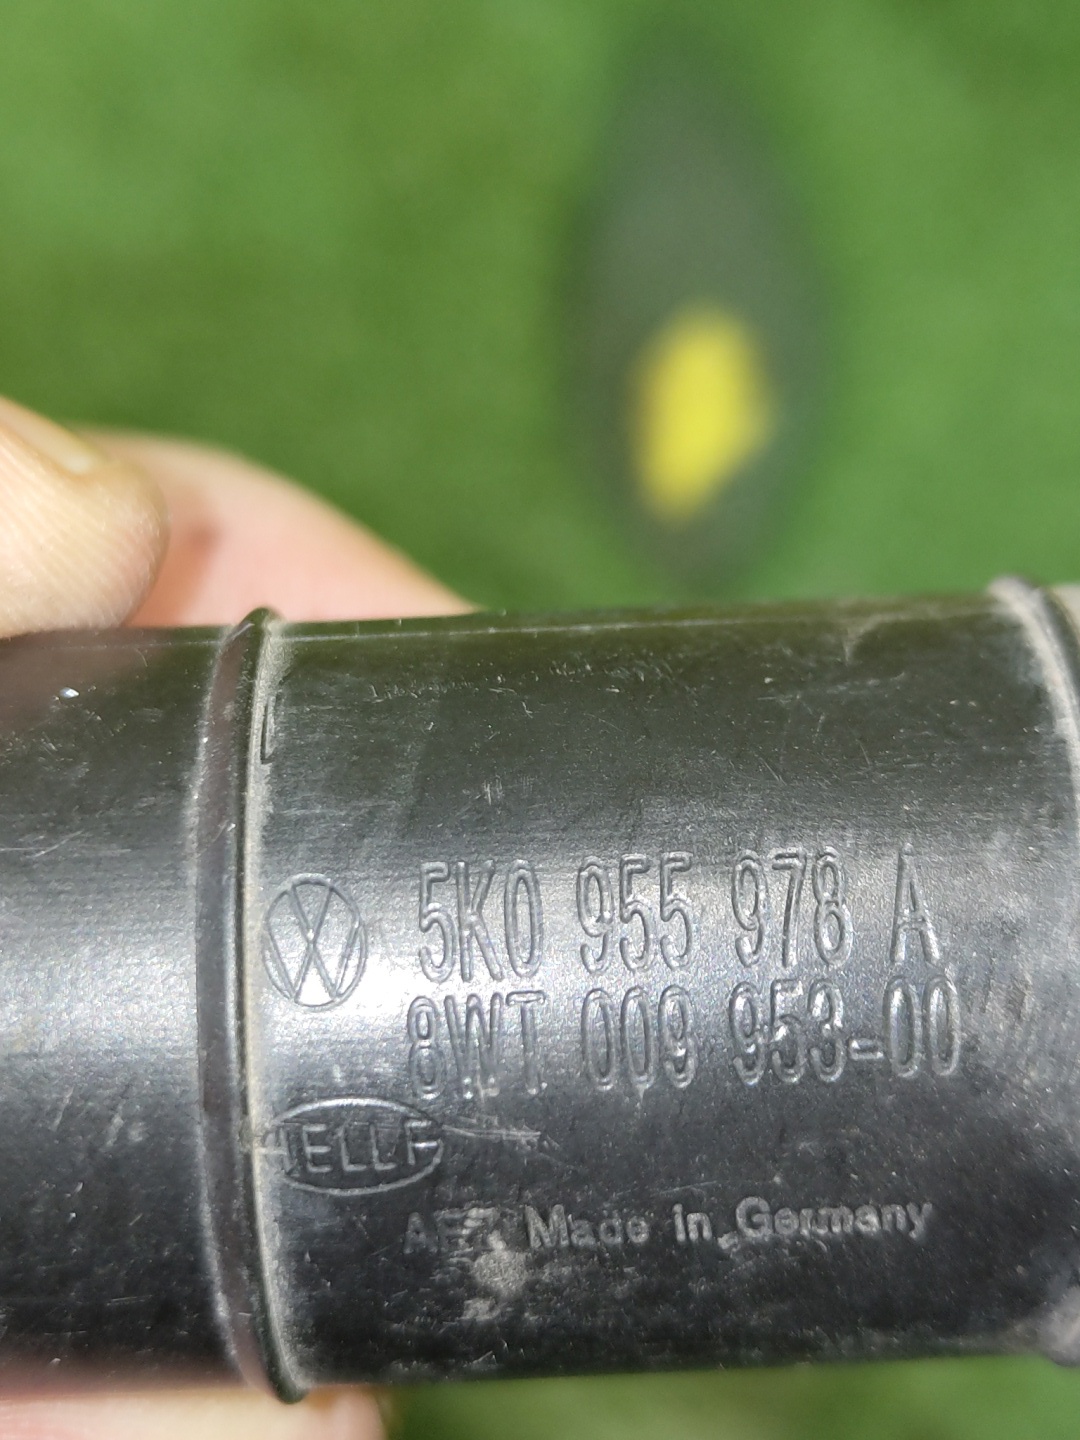 5K0 955 978 A
8WT 009 953-00
HELLA
Made in Germany